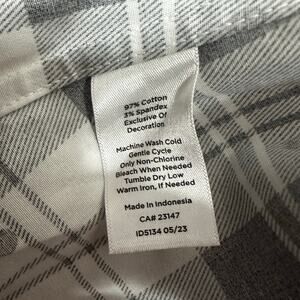 97% Cotton
3% Spandex
Exclusive Of
Decoration
Machine Wash Cold
Gentle Cycle
Only Non-Chlorine
Bleach When Needed
Tumble Dry Low
Warm Iron, If Needed
Made In Indonesia
CA# 23147
ID5134 05/23